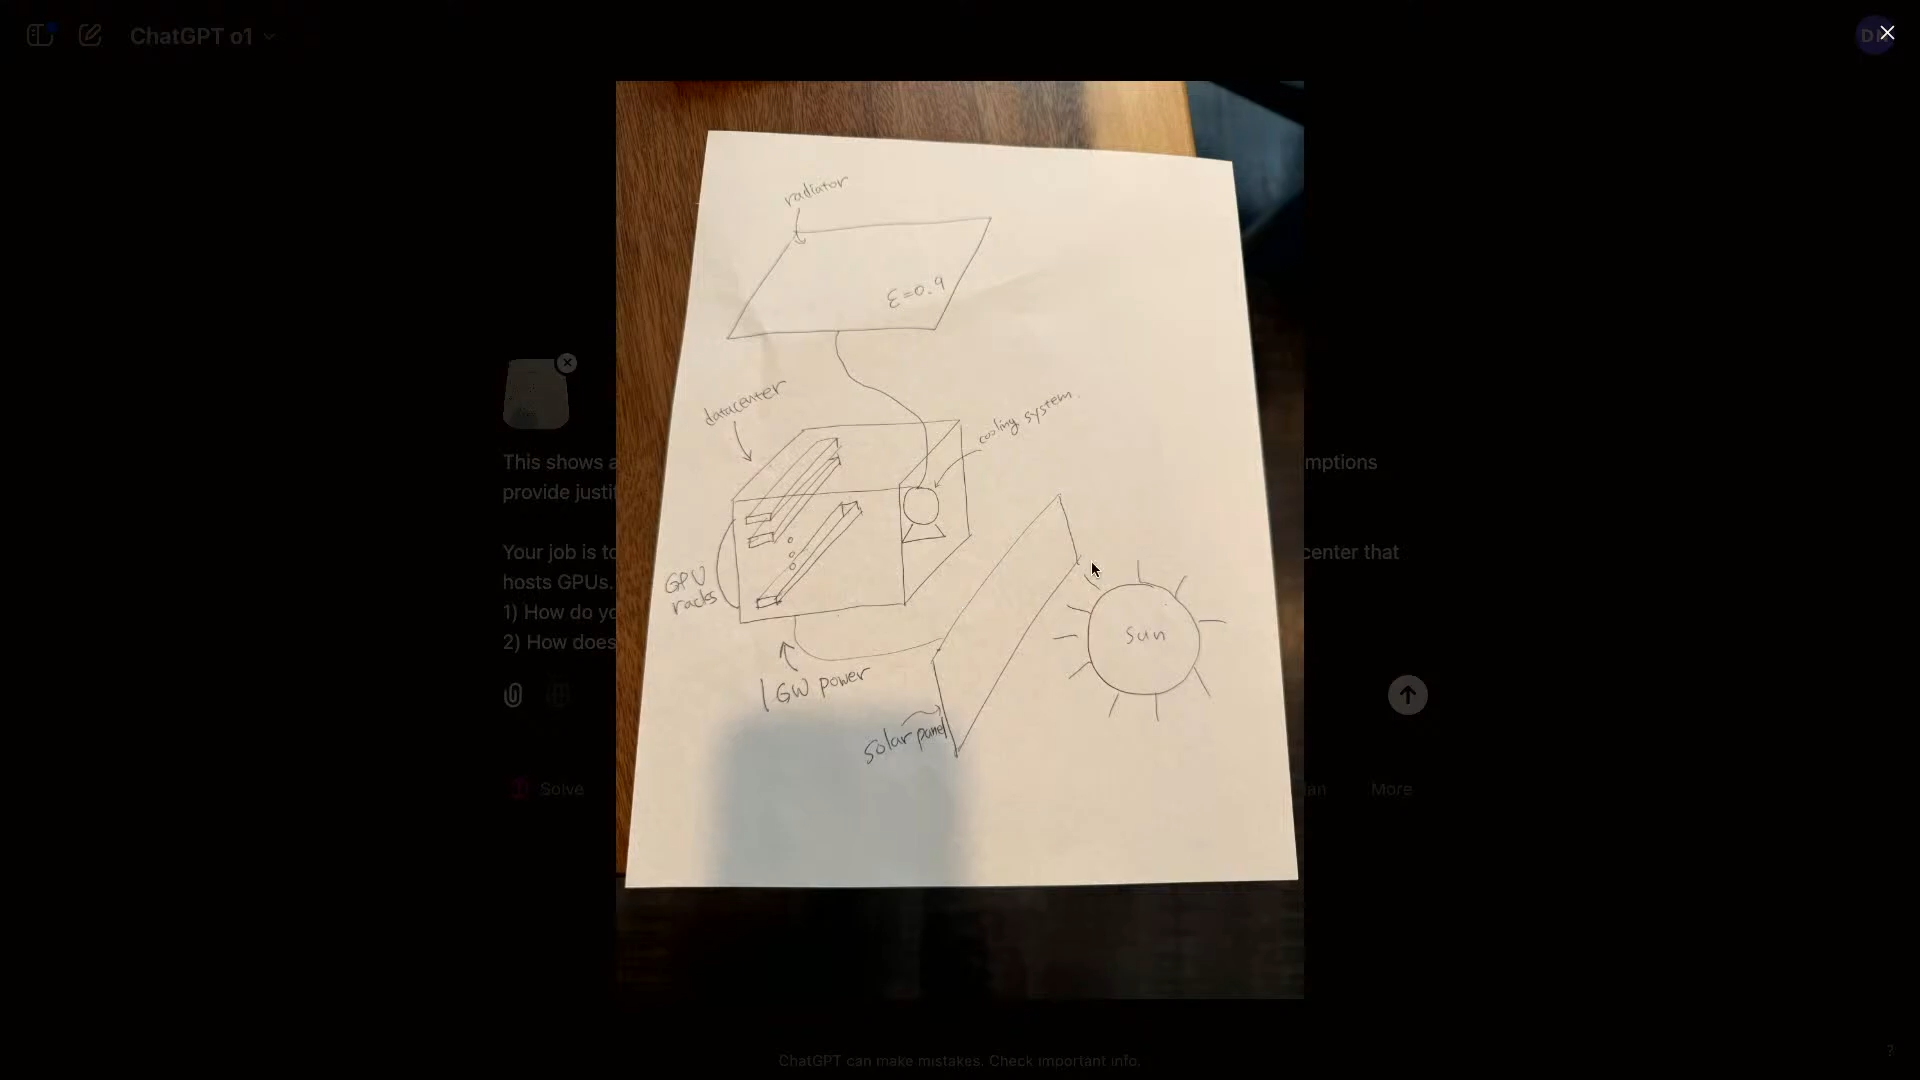 ChatGPT o1
D
radiator
ε=0.9
datacenter
cooling system.
This shows a
mptions
provide justi
Your job is to
center that
hosts GPUs.
GPU
racks
1) How do yo
2) How does
Sun
1 GW power
solar panel
Solve
lan
More
ChatGPT can make mistakes. Check important info.
?